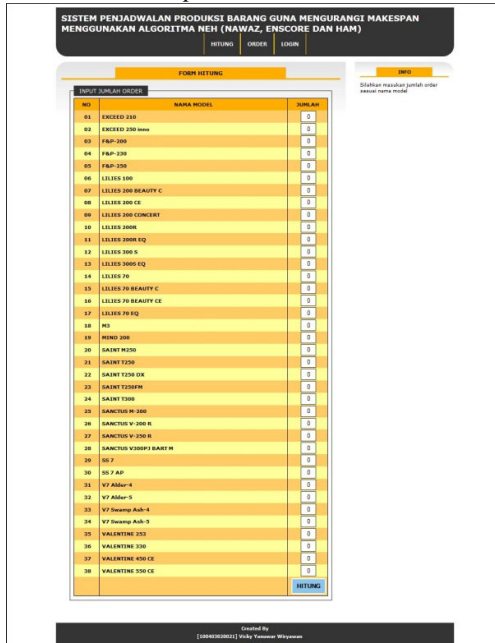 SISTEM PENJADWALAN PRODUKSI BARANG GUNA MENGURANGI MAKESPAN
MENGGUNAKAN ALGORITMA NEH (NAWAZ, ENSCORE DAN HAM)
HITUNG ORDER LOGIN
FORM HITUNG
INPUT JUMLAH ORDER
NO NAMA MODEL JUMLAH
01 EXCEED 210 0
02 EXCEED 250 inno 0
03 F&P-200 0
04 F&P-230 0
05 F&P-250 0
06 LILIES 100 0
07 LILIES 200 BEAUTY C 0
08 LILIES 200 CE 0
09 LILIES 200 CONCERT 0
10 LILIES 200R 0
11 LILIES 200R EQ 0
12 LILIES 300 S 0
13 LILIES 300S EQ 0
14 LILIES 70 0
15 LILIES 70 BEAUTY C 0
16 LILIES 70 BEAUTY CE 0
17 LILIES 70 EQ 0
18 M3 0
19 MIND 200 0
20 SAINT M250 0
21 SAINT T250 0
22 SAINT T250 DX 0
23 SAINT T250FM 0
24 SAINT T300 0
25 SANCTUS M-200 0
26 SANCTUS V-200 R 0
27 SANCTUS V-250 R 0
28 SANCTUS V300PJ BART M 0
29 SS 7 0
30 SS 7 AP 0
31 V7 Alder-4 0
32 V7 Alder-5 0
33 V7 Swamp Ash-4 0
34 V7 Swamp Ash-5 0
35 VALENTINE 253 0
36 VALENTINE 330 0
37 VALENTINE 450 CE 0
38 VALENTINE 550 CE 0
HITUNG
INFO
Silahkan masukan jumlah order
sesuai nama model
Created By
Vicky Yanuwar Wiryawan